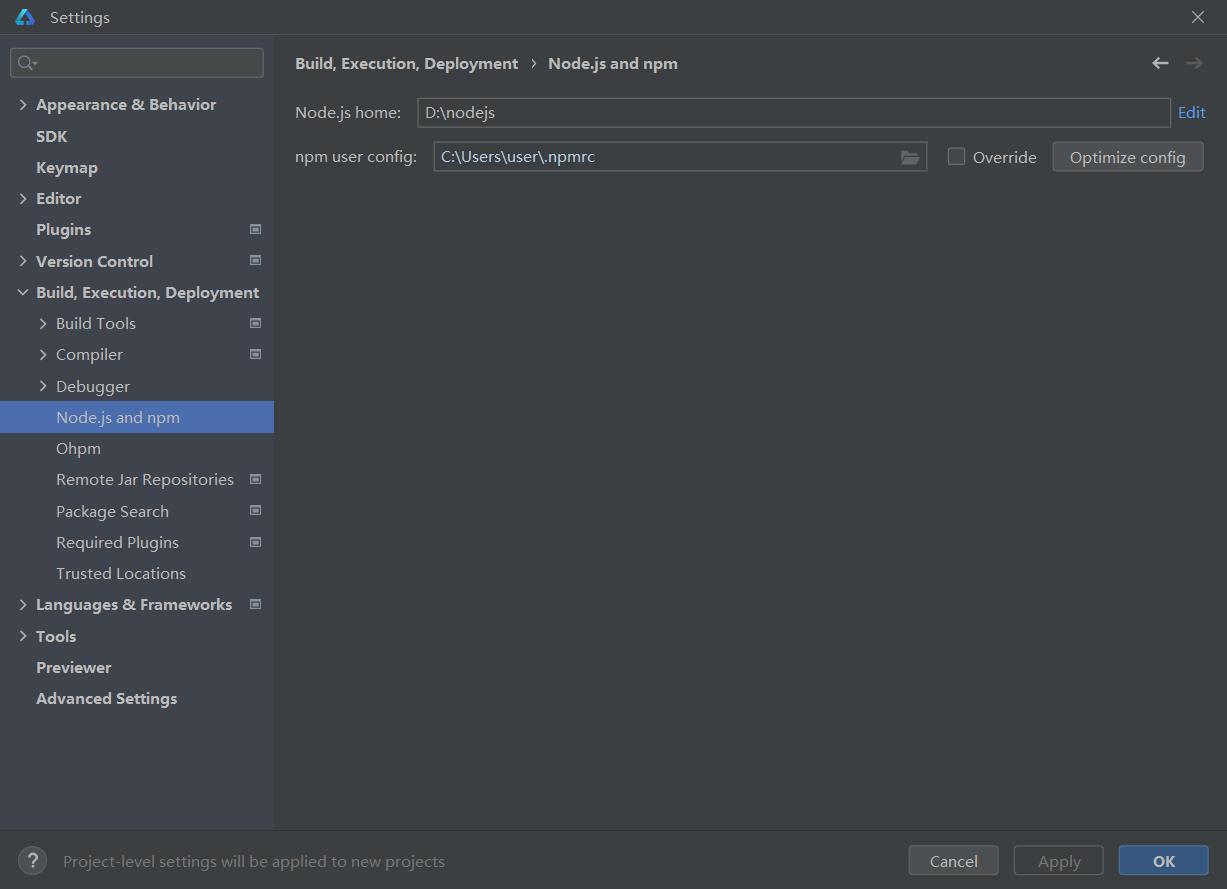 Settings
Appearance & Behavior
SDK
Keymap
Editor
Plugins
Version Control
Build, Execution, Deployment
Build Tools
Compiler
Debugger
Node.js and npm
Ohpm
Remote Jar Repositories
Package Search
Required Plugins
Trusted Locations
Languages & Frameworks
Tools
Previewer
Advanced Settings
Build, Execution, Deployment › Node.js and npm
Node.js home: D:\nodejs Edit
npm user config: C:\Users\user\.npmrc Override Optimize config
? Project-level settings will be applied to new projects Cancel Apply OK